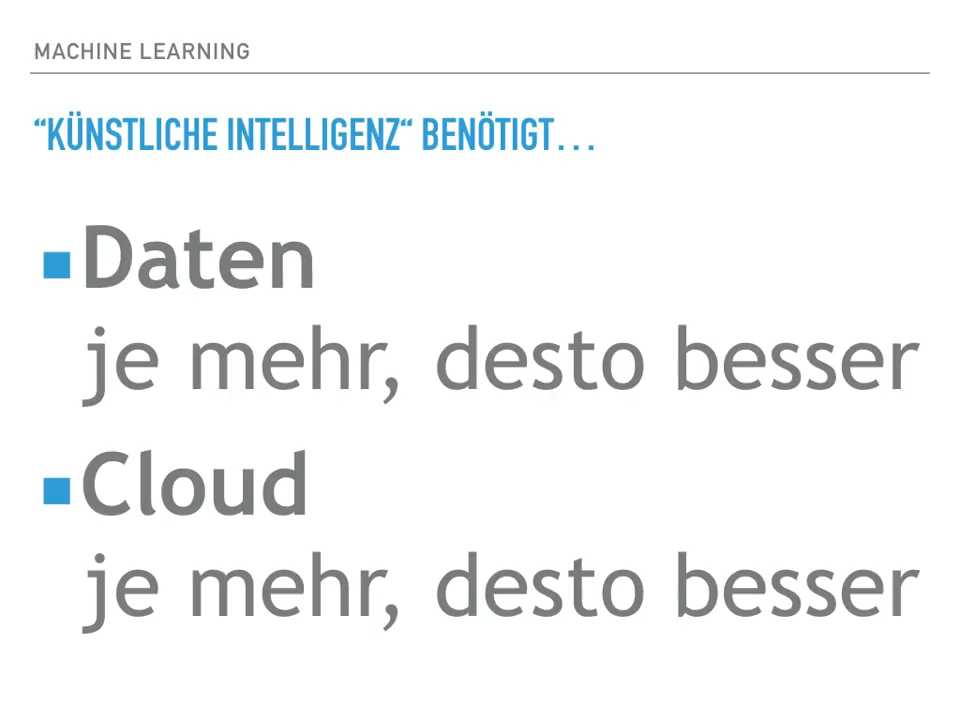 MACHINE LEARNING
“KÜNSTLICHE INTELLIGENZ“ BENÖTIGT…
▪Daten
je mehr, desto besser
▪Cloud
je mehr, desto besser